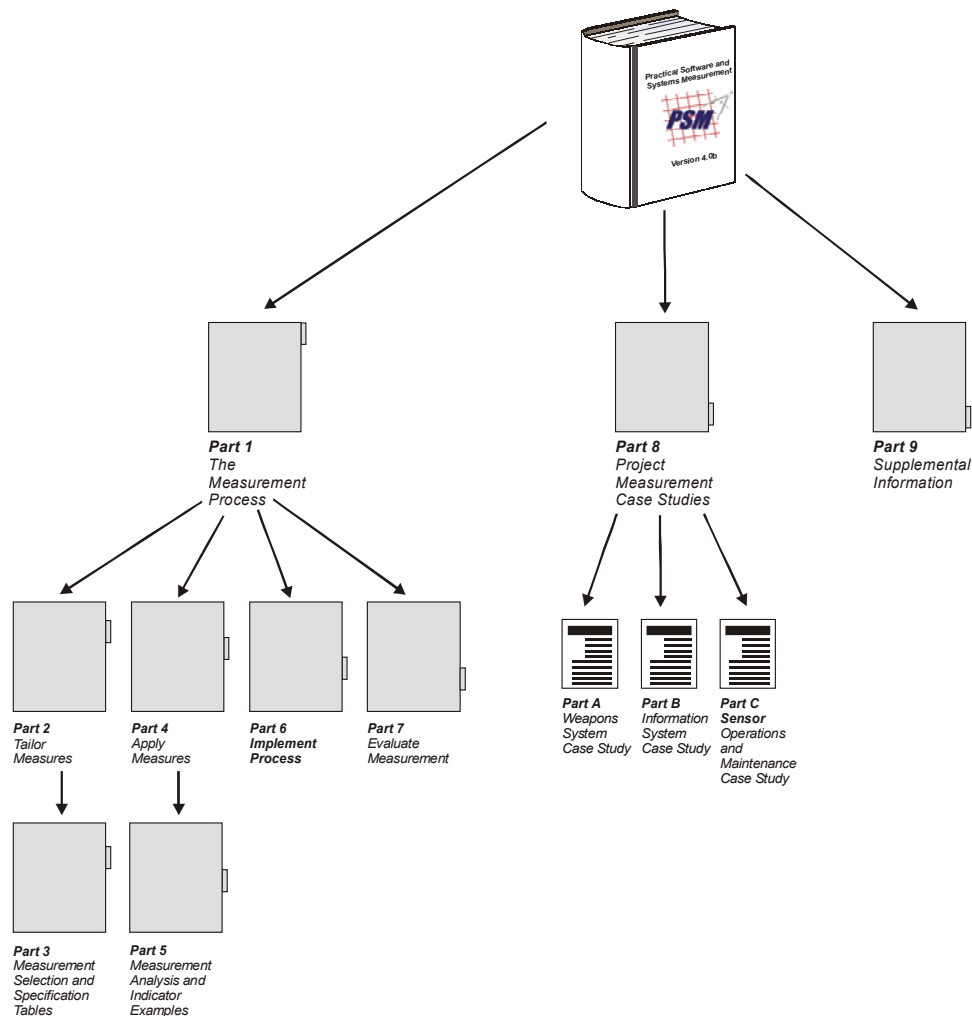 Practical Software and
Systems Measurement
PSM
Version 4.0b
Part 1
The
Measurement
Process
Part 8
Project
Measurement
Case Studies
Part 9
Supplemental
Information
Part 2
Tailor
Measures
Part 4
Apply
Measures
Part 6
Implement
Process
Part 7
Evaluate
Measurement
Part A
Weapons
System
Case Study
Part B
Information
System
Case Study
Part C
Sensor
Operations
and
Maintenance
Case Study
Part 3
Measurement
Selection and
Specification
Tables
Part 5
Measurement
Analysis and
Indicator
Examples